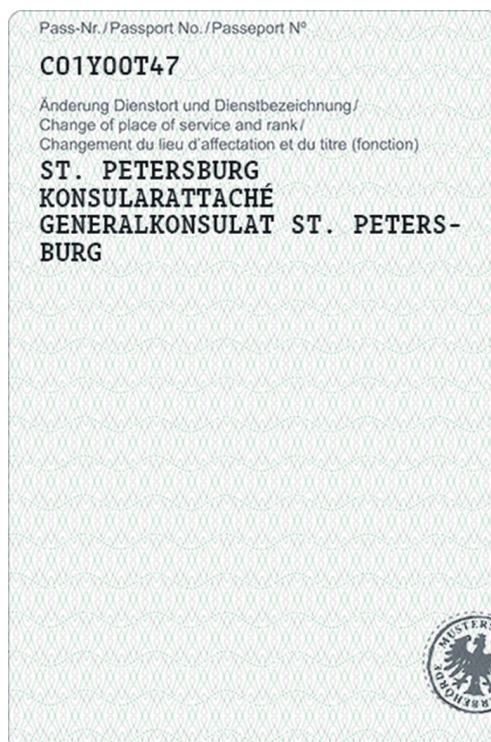 Pass-Nr./Passport No./Passeport Nº
C01Y00T47
Änderung Dienstort und Dienstbezeichnung/
Change of place of service and rank/
Changement du lieu d'affectation et du titre (fonction)
ST. PETERSBURG
KONSULARATTACHÉ
GENERALKONSULAT ST. PETERS-
BURG